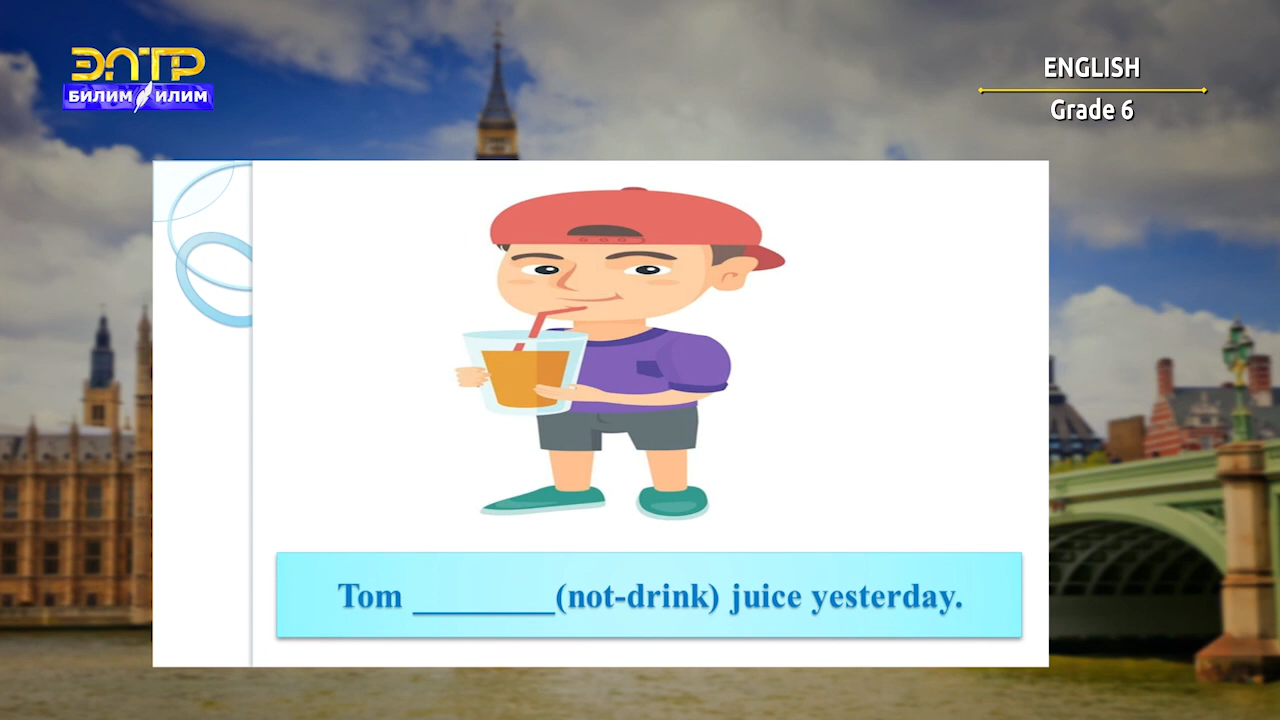 ЭЛТР
БИЛИМ ИЛИМ
ENGLISH
Grade 6
Tom ________(not-drink) juice yesterday.